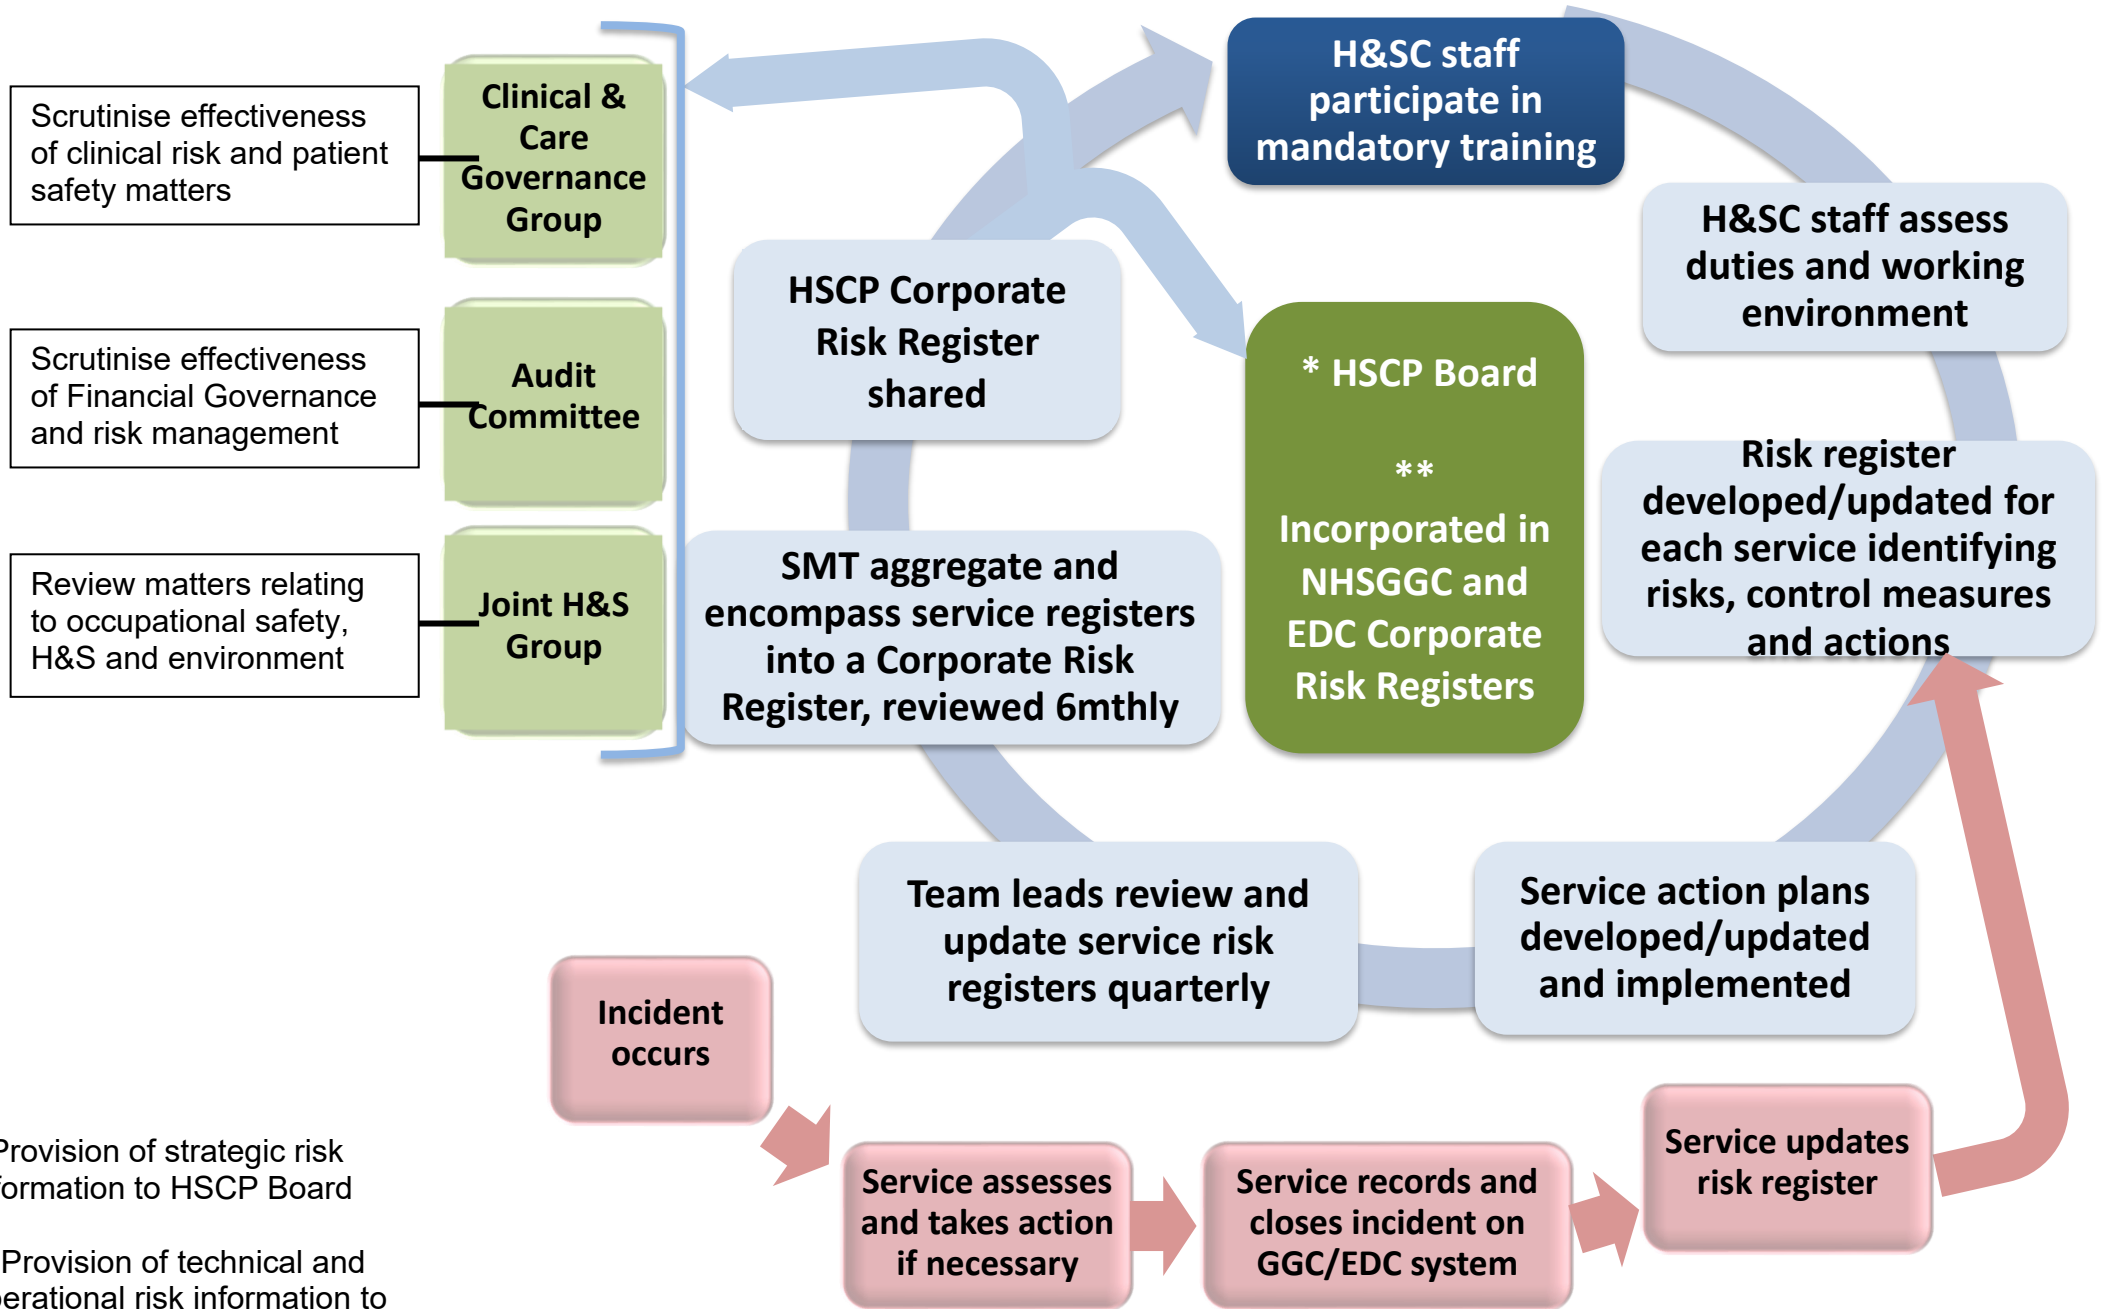 Scrutinise effectiveness
of clinical risk and patient
safety matters
Clinical &
Care
Governance
Group
Scrutinise effectiveness
of Financial Governance
and risk management
Audit
Committee
Review matters relating
to occupational safety,
H&S and environment
Joint H&S
Group
H&SC staff
participate in
mandatory training
H&SC staff assess
duties and working
environment
Risk register
developed/updated for
each service identifying
risks, control measures
and actions
Service action plans
developed/updated
and implemented
Team leads review and
update service risk
registers quarterly
SMT aggregate and
encompass service registers
into a Corporate Risk
Register, reviewed 6mthly
HSCP Corporate
Risk Register
shared
* HSCP Board
**
Incorporated in
NHSGGC and
EDC Corporate
Risk Registers
Incident
occurs
Service assesses
and takes action
if necessary
Service records and
closes incident on
GGC/EDC system
Service updates
risk register
Provision of strategic risk
formation to HSCP Board
Provision of technical and
perational risk information to